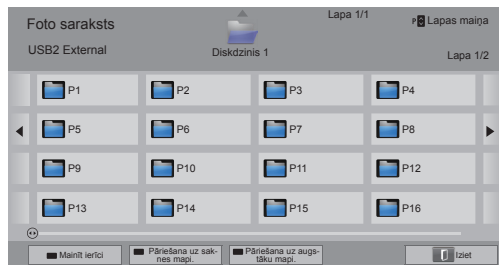 Foto saraksts
Lapa 1/1
P Lapas maiņa
USB2 External
Diskdzinis 1
Lapa 1/2
P1
P2
P3
P4
P5
P6
P7
P8
P9
P10
P11
P12
P13
P14
P15
P16
Mainīt ierīci
Pāriešana uz sak-
nes mapi.
Pāriešana uz augs-
tāku mapi.
Iziet